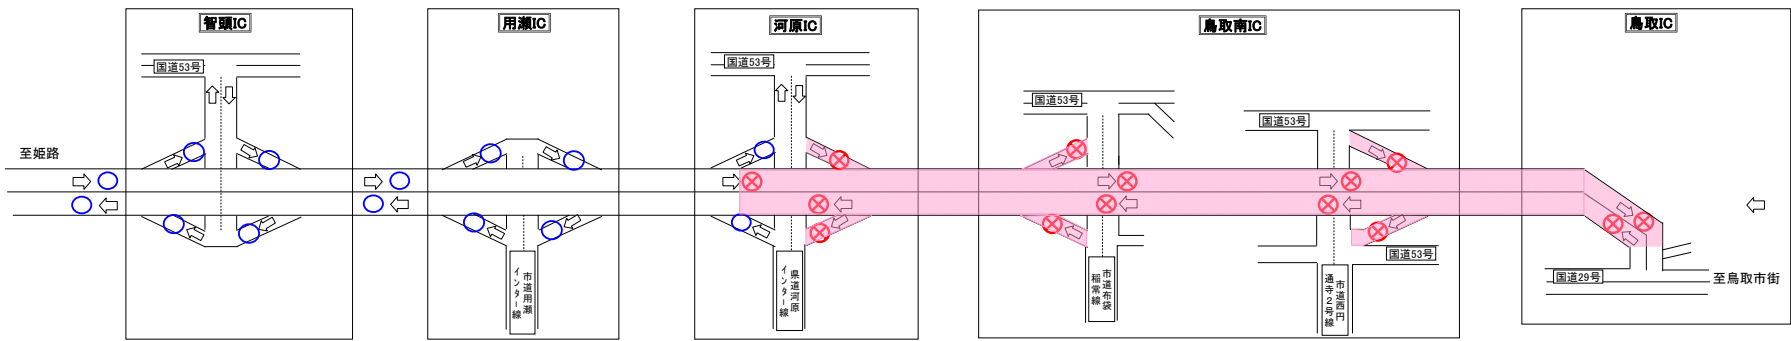 智頭IC
用瀬IC
河原IC
鳥取南IC
鳥取IC
国道53号
国道53号
国道53号
国道53号
至姫路
国道53号
国道29号
至鳥取市街
市道用瀬
インター線
県道河原
インター線
市道布袋
稲常線
市道西円
通寺2号線